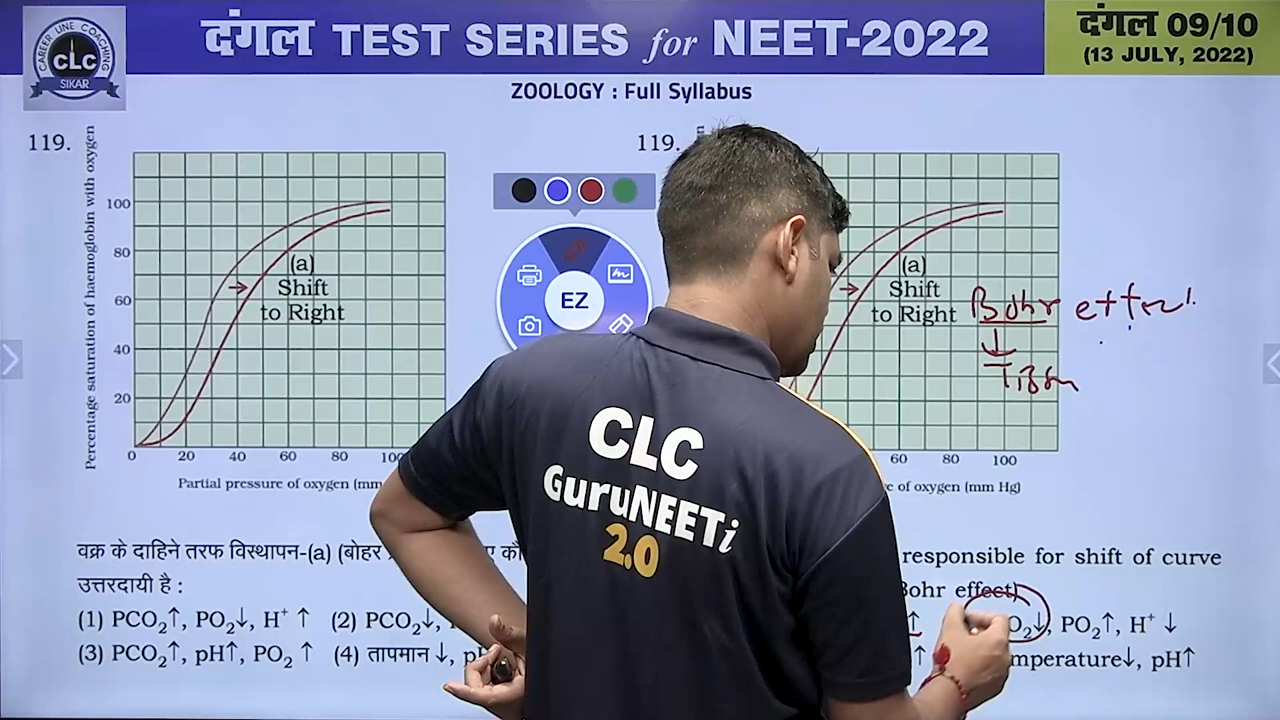 दंगल TEST SERIES for NEET-2022
दंगल 09/10
(13 JULY, 2022)
CAREER LINE COACHING
CLC
SIKAR
ZOOLOGY : Full Syllabus
119.
Percentage saturation of haemoglobin with oxygen
100
80
60
40
20
0 20 40 60 80 100
(a)
Shift
to Right
Partial pressure of oxygen (mm
EZ
119.
(a)
Shift
to Right
60 80 100
e of oxygen (mm Hg)
Bohr
CLC
GuruNEETi
2.0
वक्र के दाहिने तरफ विस्थापन-(a) (बोहर
उत्तरदायी है :
(1) PCO₂↑, PO₂↓, H⁺ ↑ (2) PCO₂↓,
(3) PCO₂↑, pH↑, PO₂ ↑ (4) तापमान ↓, pH
responsible for shift of curve
Bohr effect)
O₂↓, PO₂↑, H⁺ ↓
mperature↓, pH↑